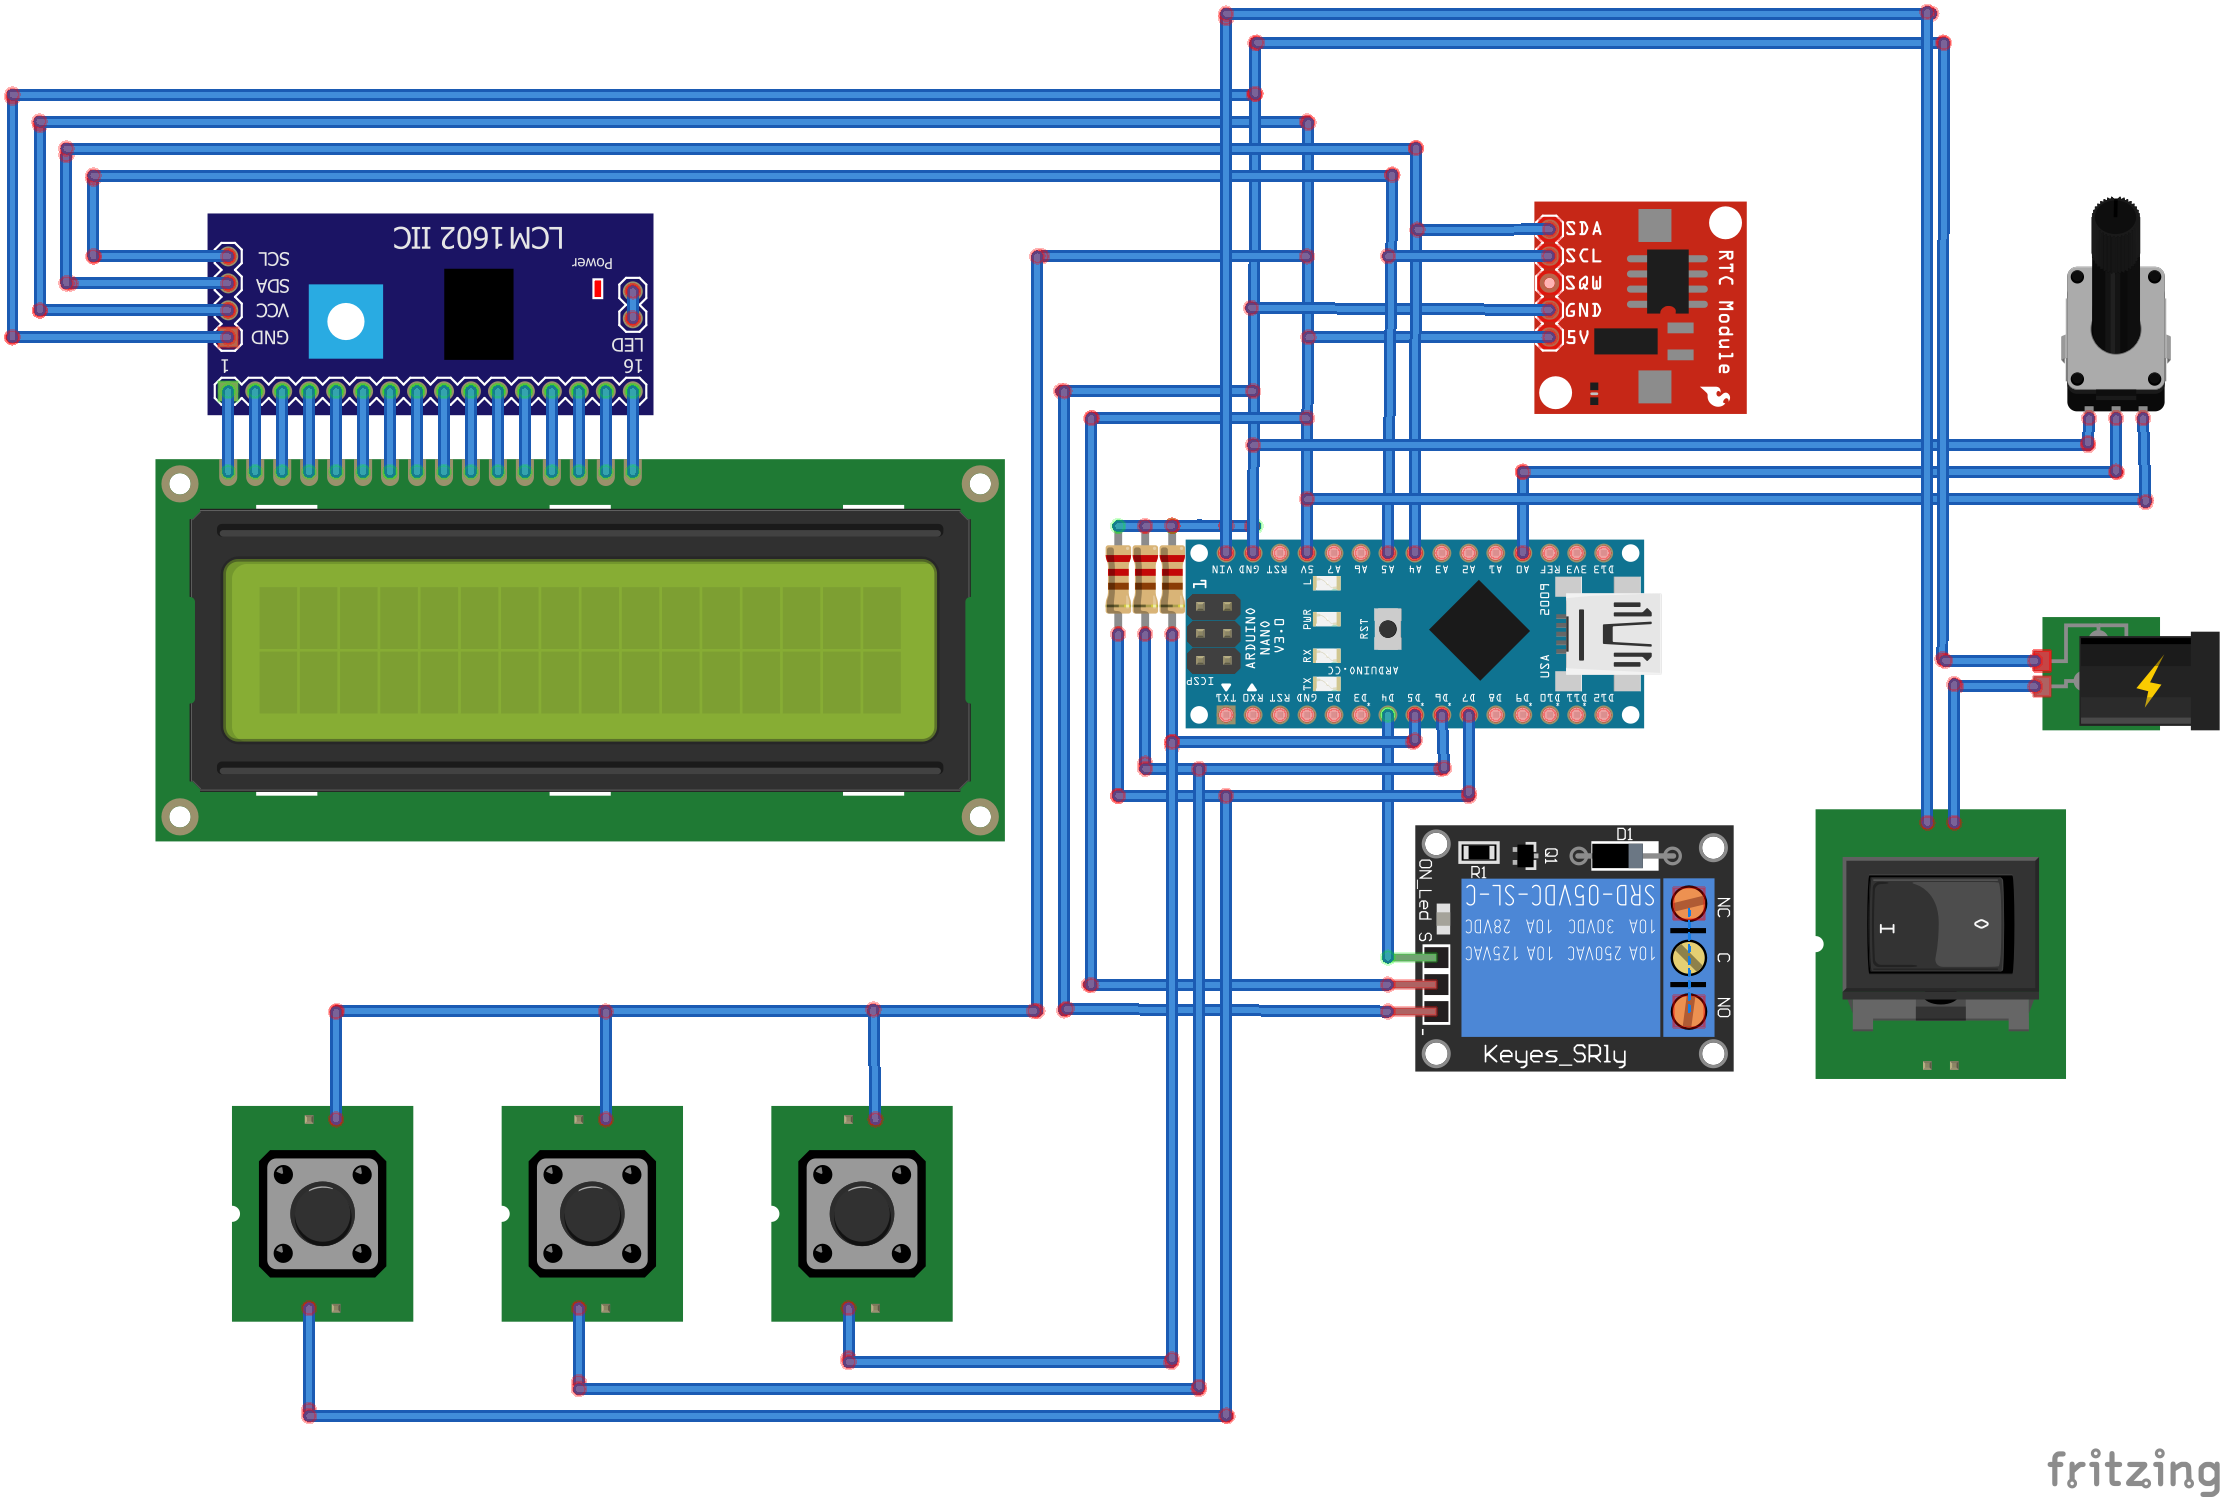 LCM1602 IIC
SCL
SDA
VCC
GND
Power
LED
1
16
SDA
SCL
SQW
GND
5V
RTC Module
VIN GND RST 5V A7 A6 A5 A4 A3 A2 A1 A0 REF 3V3 D13
1
L
PWR
RX
TX
RST
ARDUINO
NANO
V3.0
ARDUINO.CC
USA
ICSP
TX1 RX0 RST GND D2 D3 D4 D5 D6 D7 D8 D9 D10 D11 D12
R1
Q1
D1
ON_Led
S
-
SRD-05VDC-SL-C
10A 30VDC 10A 28VDC
10A 250VAC 10A 125VAC
NC
C
NO
Keyes_SRly
I
O
fritzing